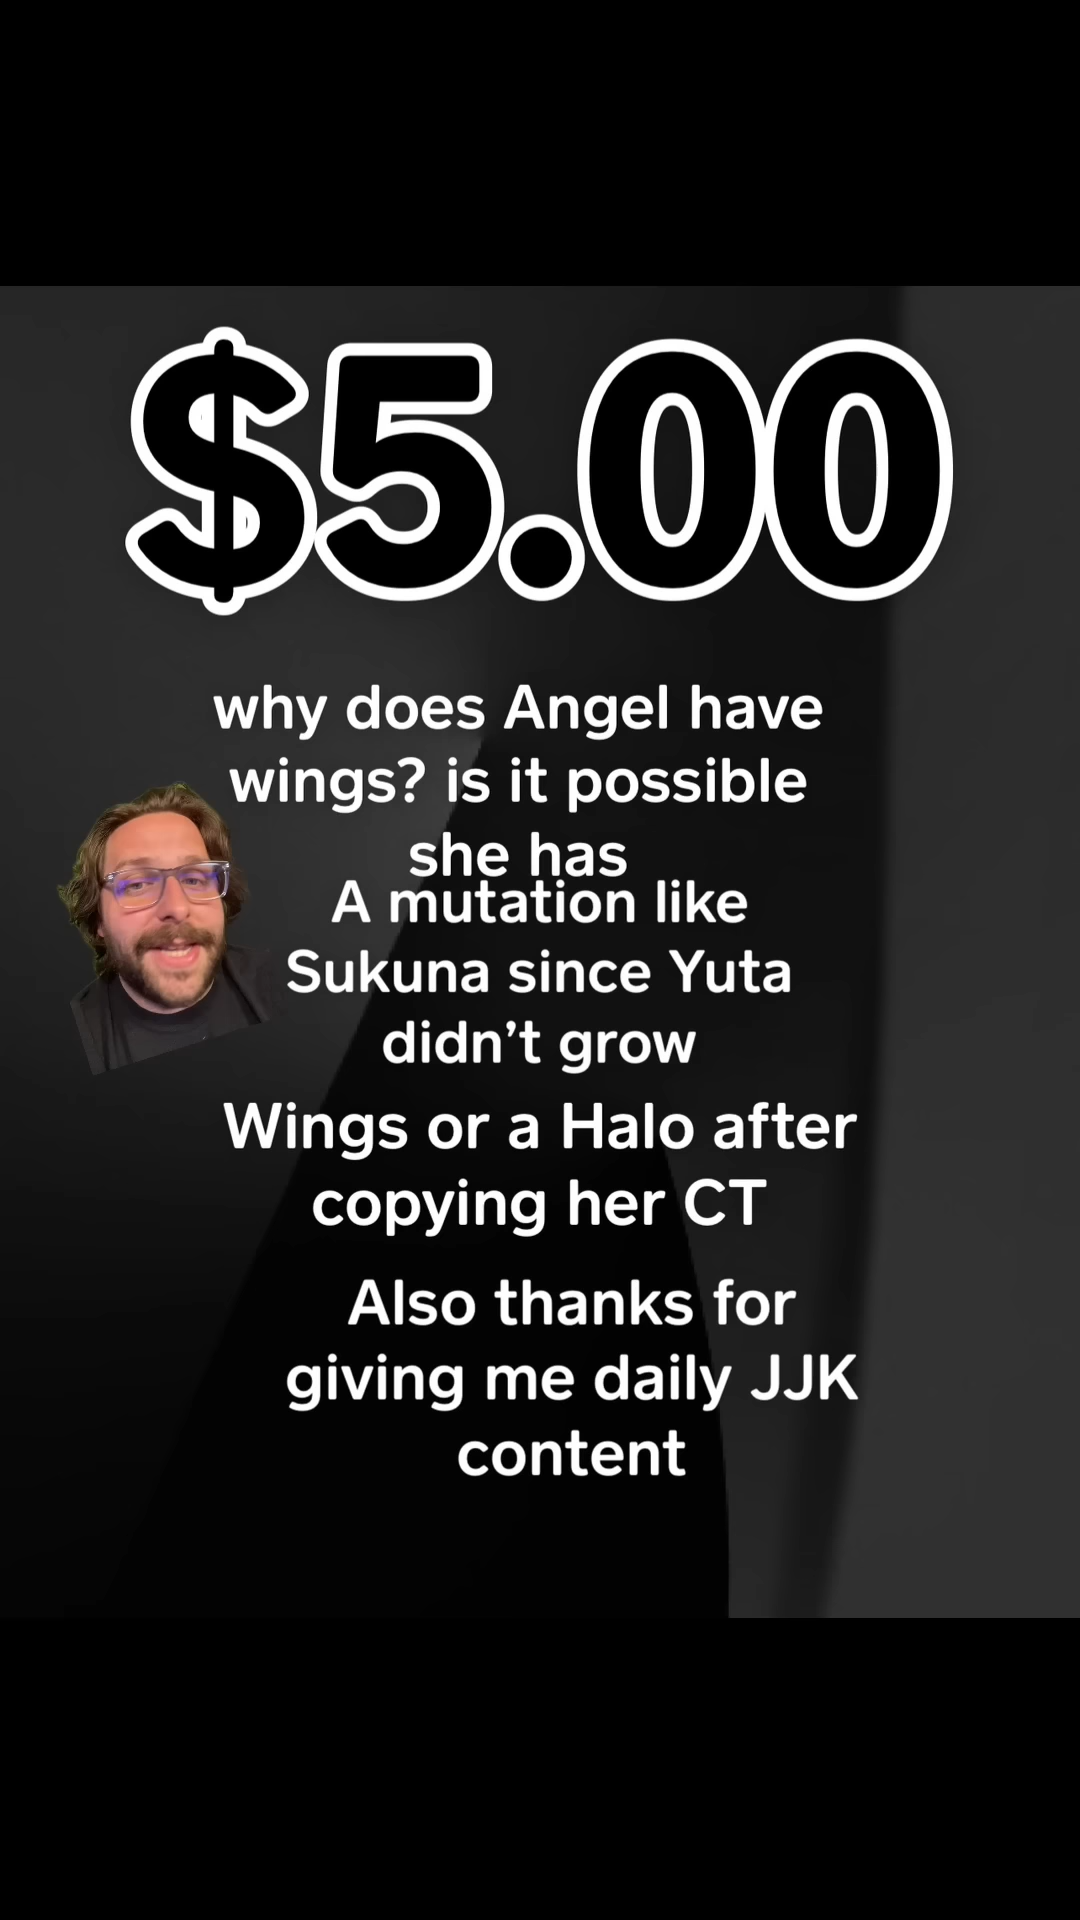 $5.00
why does Angel have
wings? is it possible
she has
A mutation like
Sukuna since Yuta
didn’t grow
Wings or a Halo after
copying her CT
Also thanks for
giving me daily JJK
content